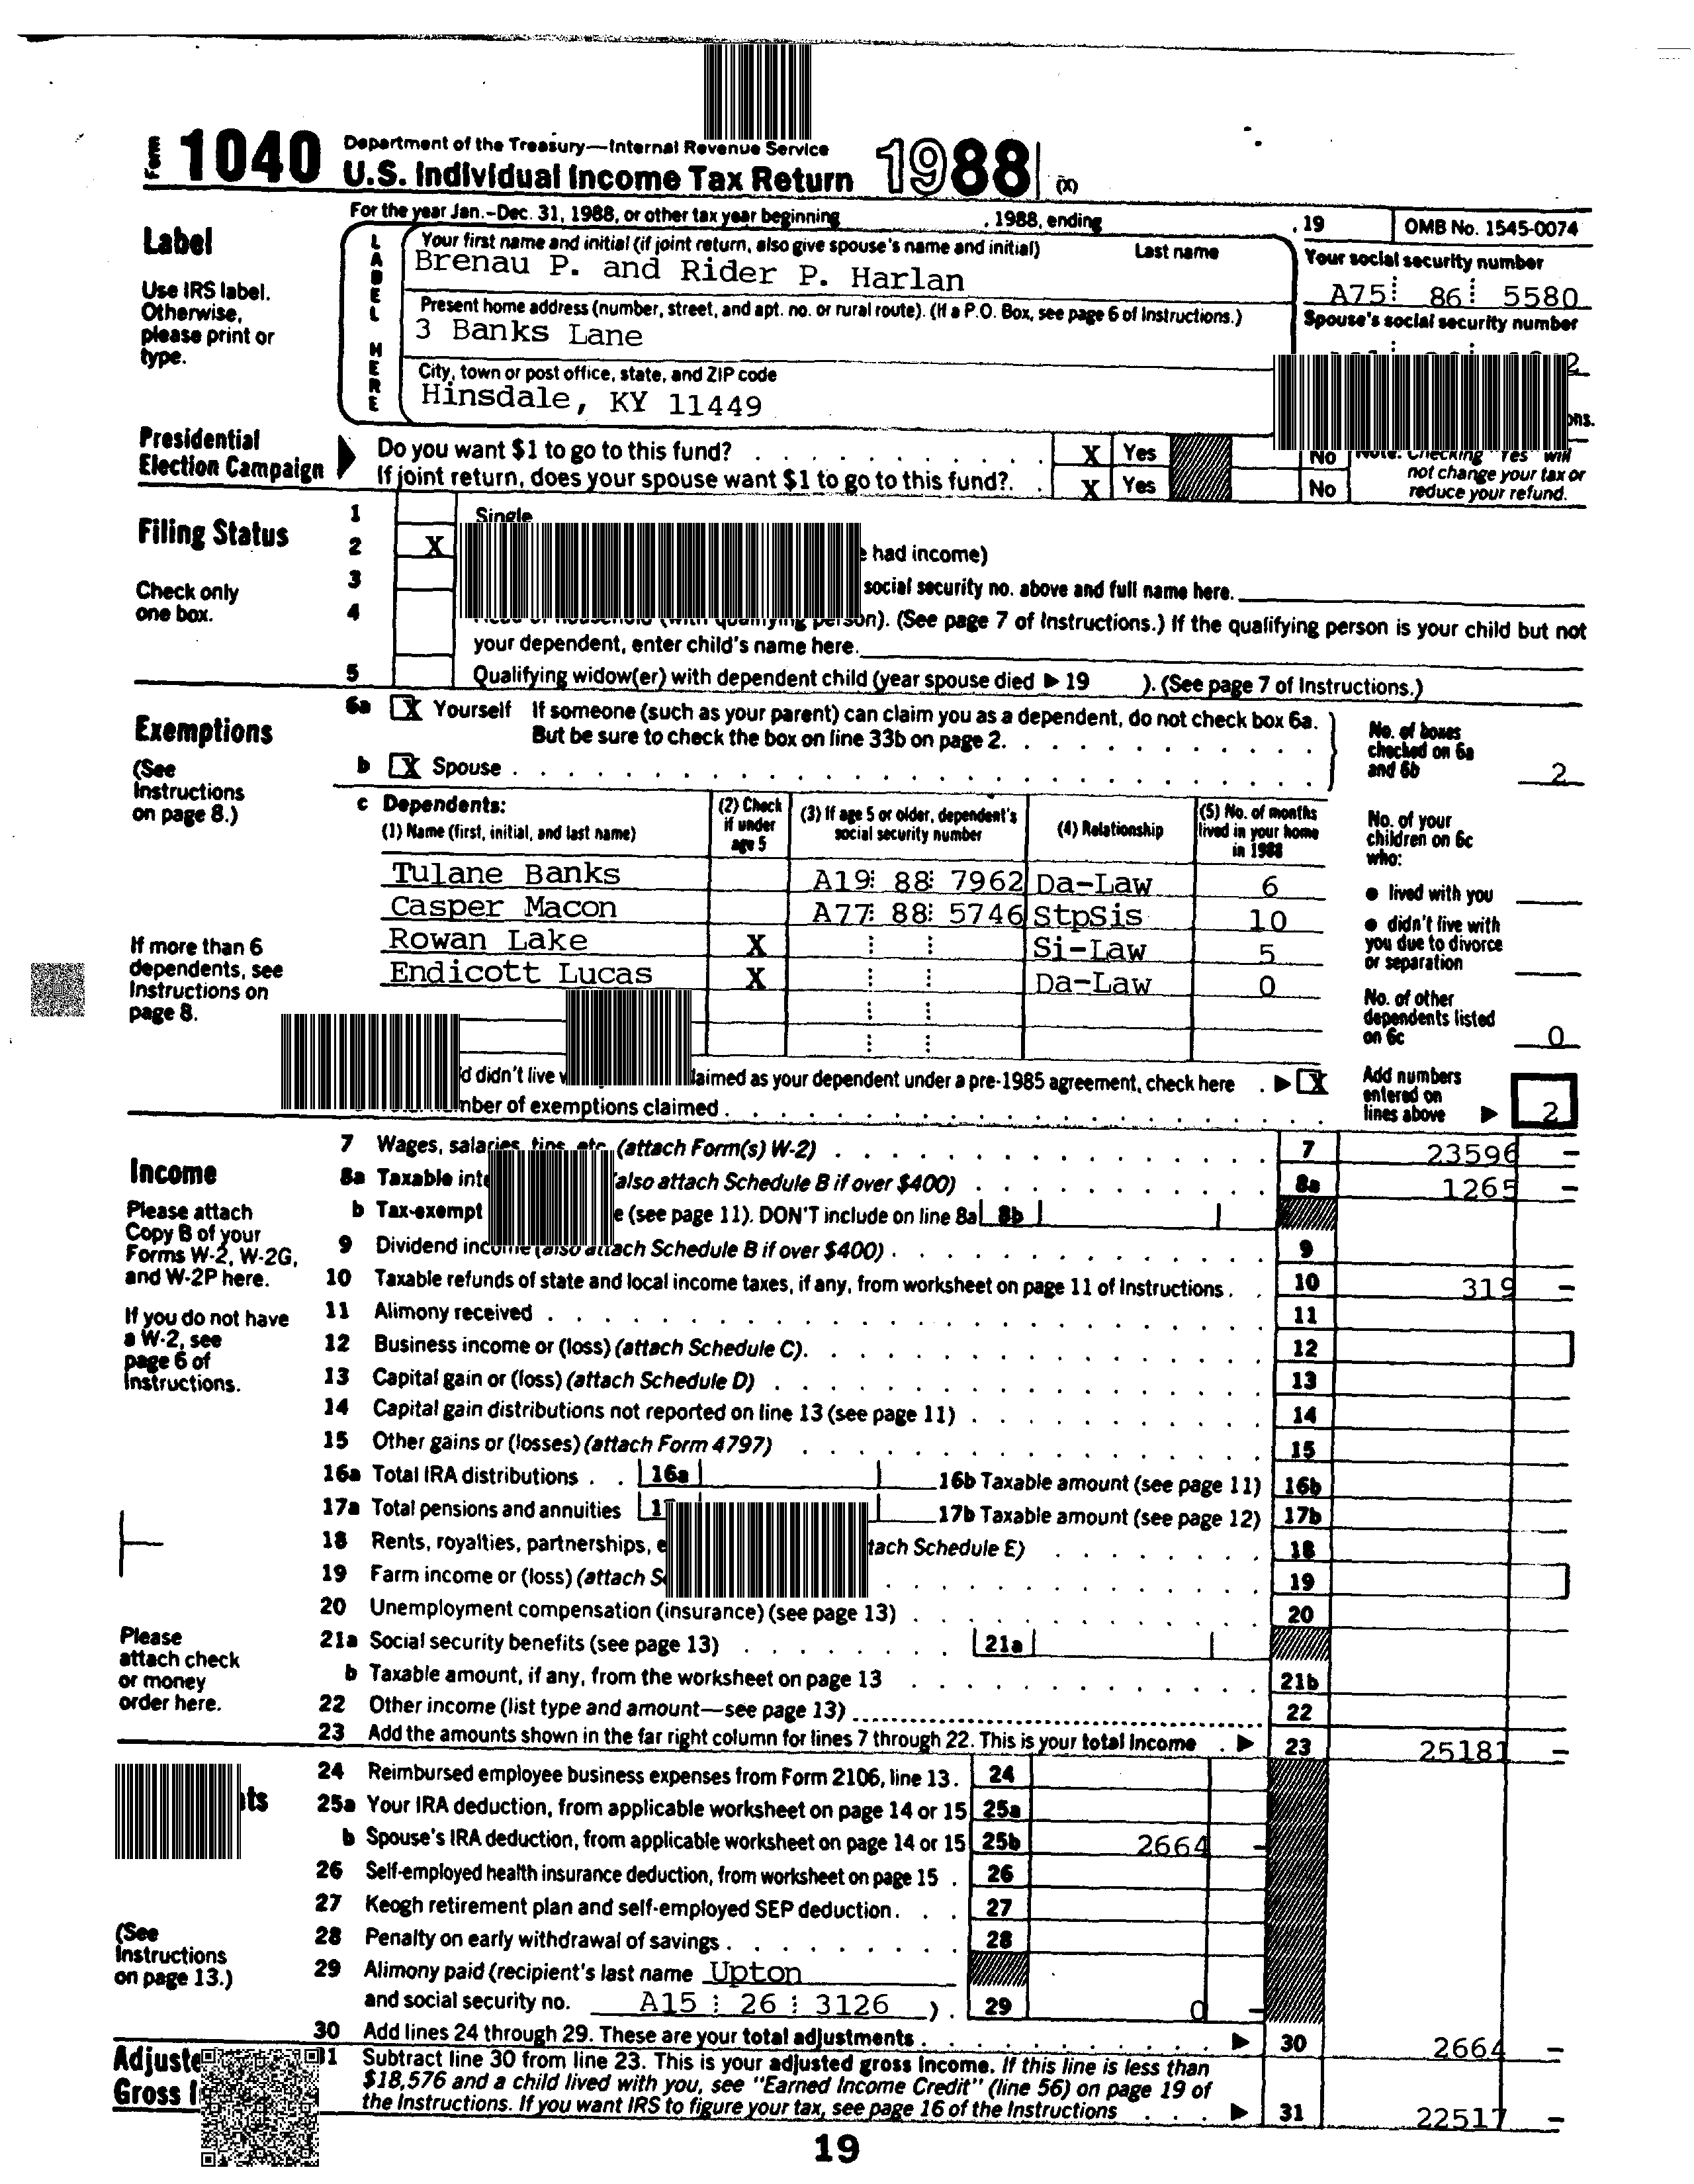 Form 1040 Department of the Treasury—Internal Revenue Service
U.S. Individual Income Tax Return 1988 (X)
For the year Jan.-Dec. 31, 1988, or other tax year beginning , 1988, ending , 19 OMB No. 1545-0074
Label
Use IRS label.
Otherwise,
please print or
type.
LABEL HERE
Your first name and initial (if joint return, also give spouse's name and initial) Last name
Brenau P. and Rider P. Harlan
Your social security number
A75 86 5580
Present home address (number, street, and apt. no. or rural route). (If a P.O. Box, see page 6 of Instructions.)
3 Banks Lane
Spouse's social security number
City, town or post office, state, and ZIP code
Hinsdale, KY 11449
Presidential
Election Campaign
Do you want $1 to go to this fund? X Yes No
If joint return, does your spouse want $1 to go to this fund? X Yes No
Note: Checking "Yes" will
not change your tax or
reduce your refund.
Filing Status
Check only
one box.
1 Single
2 X had income)
3 social security no. above and full name here.
4 Head of household (with qualifying person). (See page 7 of Instructions.) If the qualifying person is your child but not
your dependent, enter child's name here.
5 Qualifying widow(er) with dependent child (year spouse died ▶ 19 ). (See page 7 of Instructions.)
Exemptions
(See
Instructions
on page 8.)
6a X Yourself If someone (such as your parent) can claim you as a dependent, do not check box 6a.
But be sure to check the box on line 33b on page 2.
b X Spouse
No. of boxes
checked on 6a
and 6b 2
c Dependents:
(1) Name (first, initial, and last name)
(2) Check
if under
age 5
(3) If age 5 or older, dependent's
social security number
(4) Relationship
(5) No. of months
lived in your home
in 1988
Tulane Banks A19 88 7962 Da-Law 6
Casper Macon A77 88 5746 StpSis 10
Rowan Lake X Si-Law 5
Endicott Lucas X Da-Law 0
If more than 6
dependents, see
Instructions on
page 8.
No. of your
children on 6c
who:
● lived with you
● didn't live with
you due to divorce
or separation
No. of other
dependents listed
on 6c 0
didn't live claimed as your dependent under a pre-1985 agreement, check here ▶ X
number of exemptions claimed
Add numbers
entered on
lines above ▶ 2
Income
Please attach
Copy B of your
Forms W-2, W-2G,
and W-2P here.
If you do not have
a W-2, see
page 6 of
Instructions.
7 Wages, salaries, tips, etc. (attach Form(s) W-2) 7 23596 —
8a Taxable (also attach Schedule B if over $400) 8a 1265 —
b Tax-exempt (see page 11). DON'T include on line 8a 8b
9 Dividend income (also attach Schedule B if over $400) 9
10 Taxable refunds of state and local income taxes, if any, from worksheet on page 11 of Instructions 10 319 —
11 Alimony received 11
12 Business income or (loss) (attach Schedule C) 12
13 Capital gain or (loss) (attach Schedule D) 13
14 Capital gain distributions not reported on line 13 (see page 11) 14
15 Other gains or (losses) (attach Form 4797) 15
16a Total IRA distributions 16a 16b Taxable amount (see page 11) 16b
17a Total pensions and annuities 17b Taxable amount (see page 12) 17b
18 Rents, royalties, partnerships, attach Schedule E) 18
19 Farm income or (loss) (attach 19
20 Unemployment compensation (insurance) (see page 13) 20
Please
attach check
or money
order here.
21a Social security benefits (see page 13) 21a
b Taxable amount, if any, from the worksheet on page 13 21b
22 Other income (list type and amount—see page 13) 22
23 Add the amounts shown in the far right column for lines 7 through 22. This is your total income ▶ 23 25181 —
(See
Instructions
on page 13.)
24 Reimbursed employee business expenses from Form 2106, line 13. 24
25a Your IRA deduction, from applicable worksheet on page 14 or 15 25a
b Spouse's IRA deduction, from applicable worksheet on page 14 or 15 25b 2664 —
26 Self-employed health insurance deduction, from worksheet on page 15 26
27 Keogh retirement plan and self-employed SEP deduction 27
28 Penalty on early withdrawal of savings 28
29 Alimony paid (recipient's last name Upton
and social security no. A15 26 3126 ). 29 0 —
30 Add lines 24 through 29. These are your total adjustments ▶ 30 2664 —
Gross
31 Subtract line 30 from line 23. This is your adjusted gross income. If this line is less than
$18,576 and a child lived with you, see "Earned Income Credit" (line 56) on page 19 of
the Instructions. If you want IRS to figure your tax, see page 16 of the Instructions ▶ 31 22517 —
19